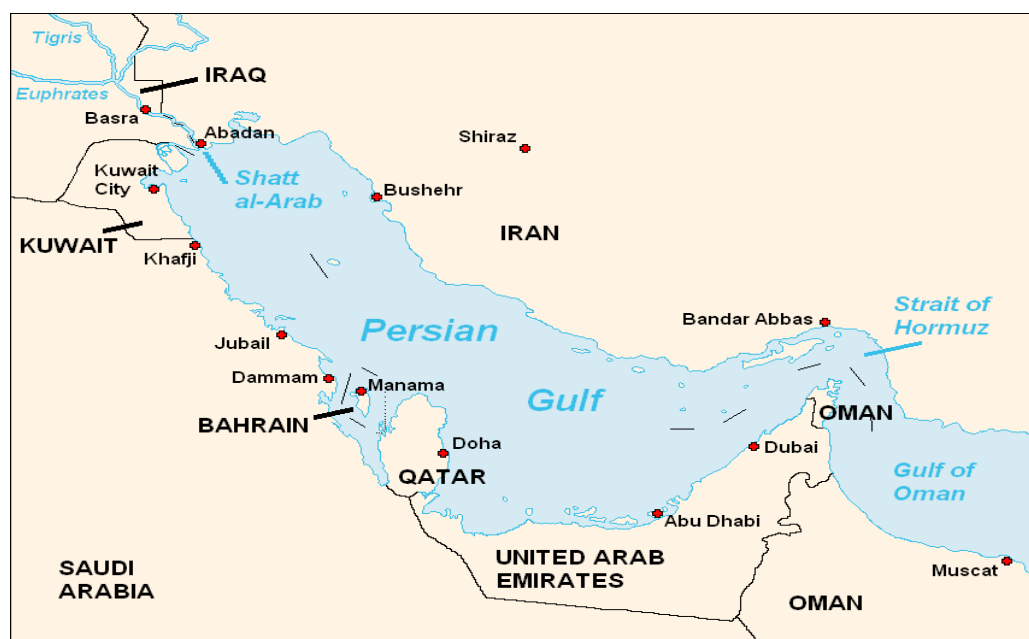 Tigris
IRAQ
Euphrates
Basra
Abadan
Shiraz
Kuwait
City
Shatt
al-Arab
Bushehr
IRAN
KUWAIT
Khafji
Strait of
Hormuz
Persian
Bandar Abbas
Jubail
Dammam
Manama
Gulf
BAHRAIN
OMAN
Doha
Dubai
QATAR
Gulf of
Oman
Abu Dhabi
UNITED ARAB
EMIRATES
SAUDI
ARABIA
Muscat
OMAN